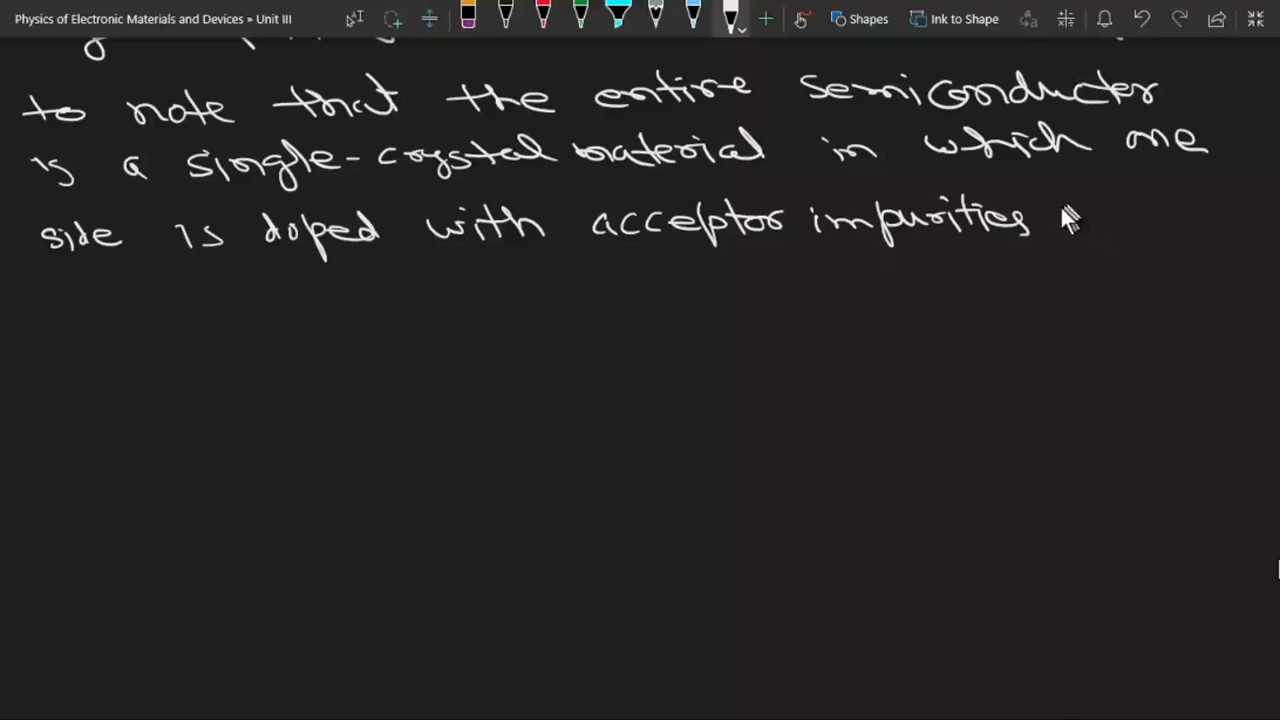 Physics of Electronic Materials and Devices » Unit III
Shapes
Ink to Shape
to note that the entire semiconductor
is a single-crystal material in which one
side is doped with acceptor impurities